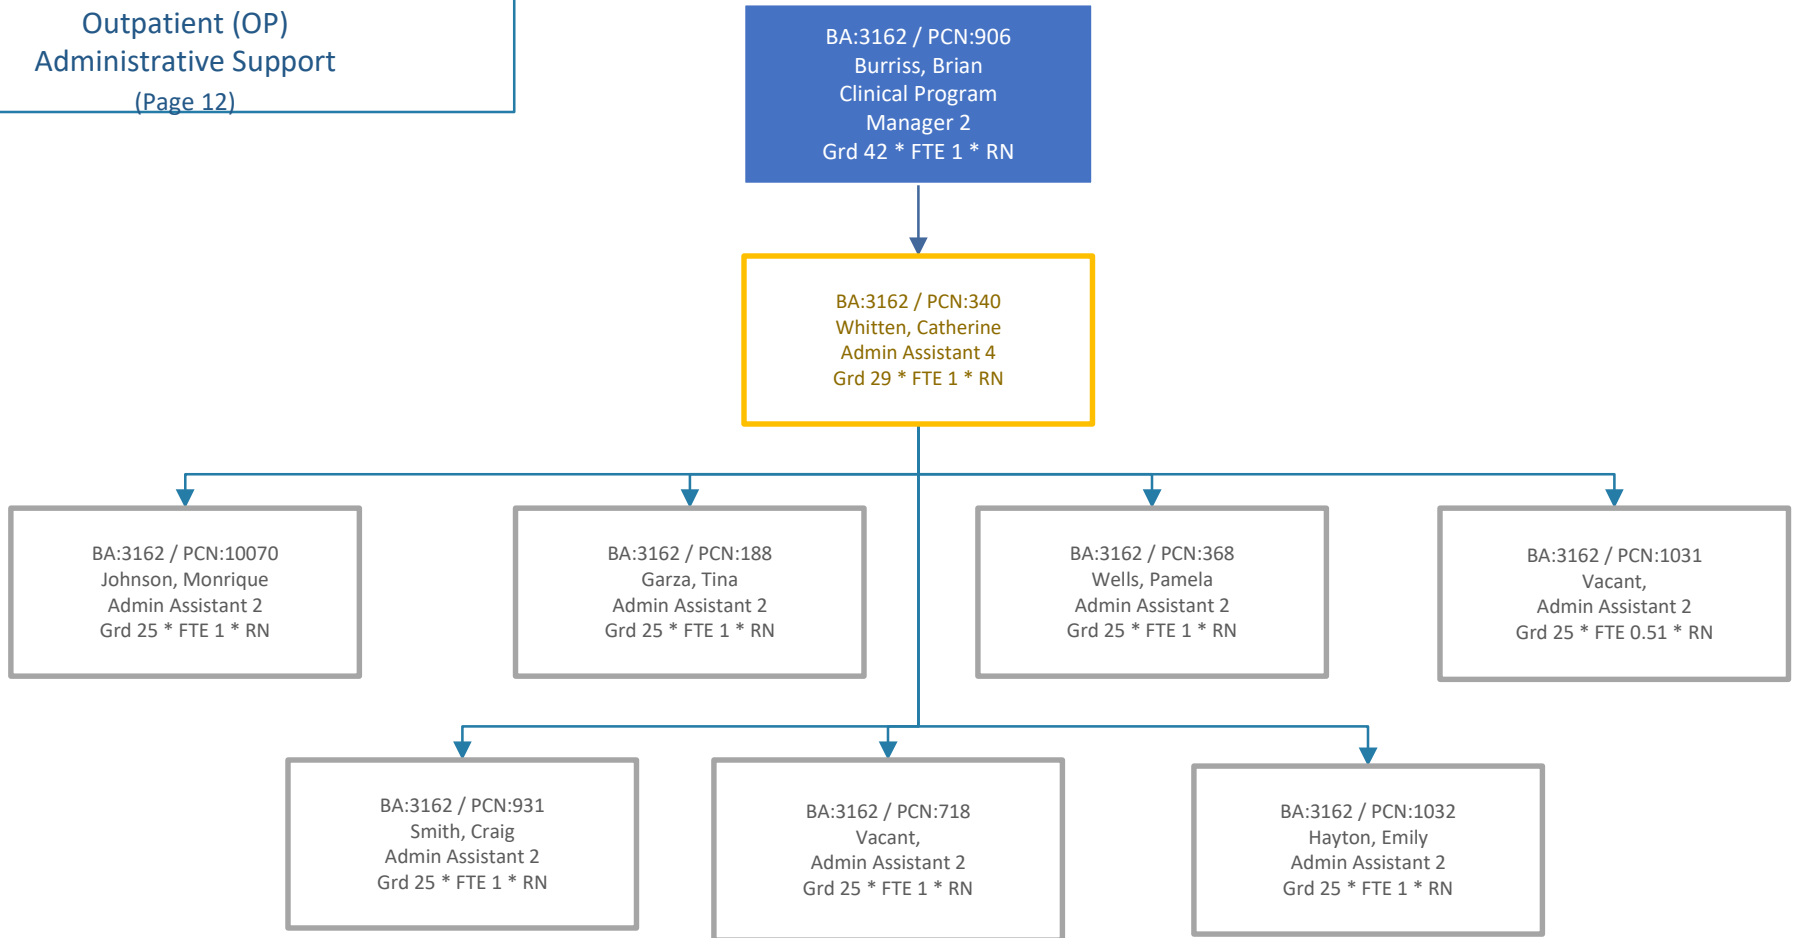 Outpatient (OP)
Administrative Support
(Page 12)
BA:3162 / PCN:906
Burriss, Brian
Clinical Program
Manager 2
Grd 42 * FTE 1 * RN
BA:3162 / PCN:340
Whitten, Catherine
Admin Assistant 4
Grd 29 * FTE 1 * RN
BA:3162 / PCN:10070
Johnson, Monrique
Admin Assistant 2
Grd 25 * FTE 1 * RN
BA:3162 / PCN:188
Garza, Tina
Admin Assistant 2
Grd 25 * FTE 1 * RN
BA:3162 / PCN:368
Wells, Pamela
Admin Assistant 2
Grd 25 * FTE 1 * RN
BA:3162 / PCN:1031
Vacant,
Admin Assistant 2
Grd 25 * FTE 0.51 * RN
BA:3162 / PCN:931
Smith, Craig
Admin Assistant 2
Grd 25 * FTE 1 * RN
BA:3162 / PCN:718
Vacant,
Admin Assistant 2
Grd 25 * FTE 1 * RN
BA:3162 / PCN:1032
Hayton, Emily
Admin Assistant 2
Grd 25 * FTE 1 * RN